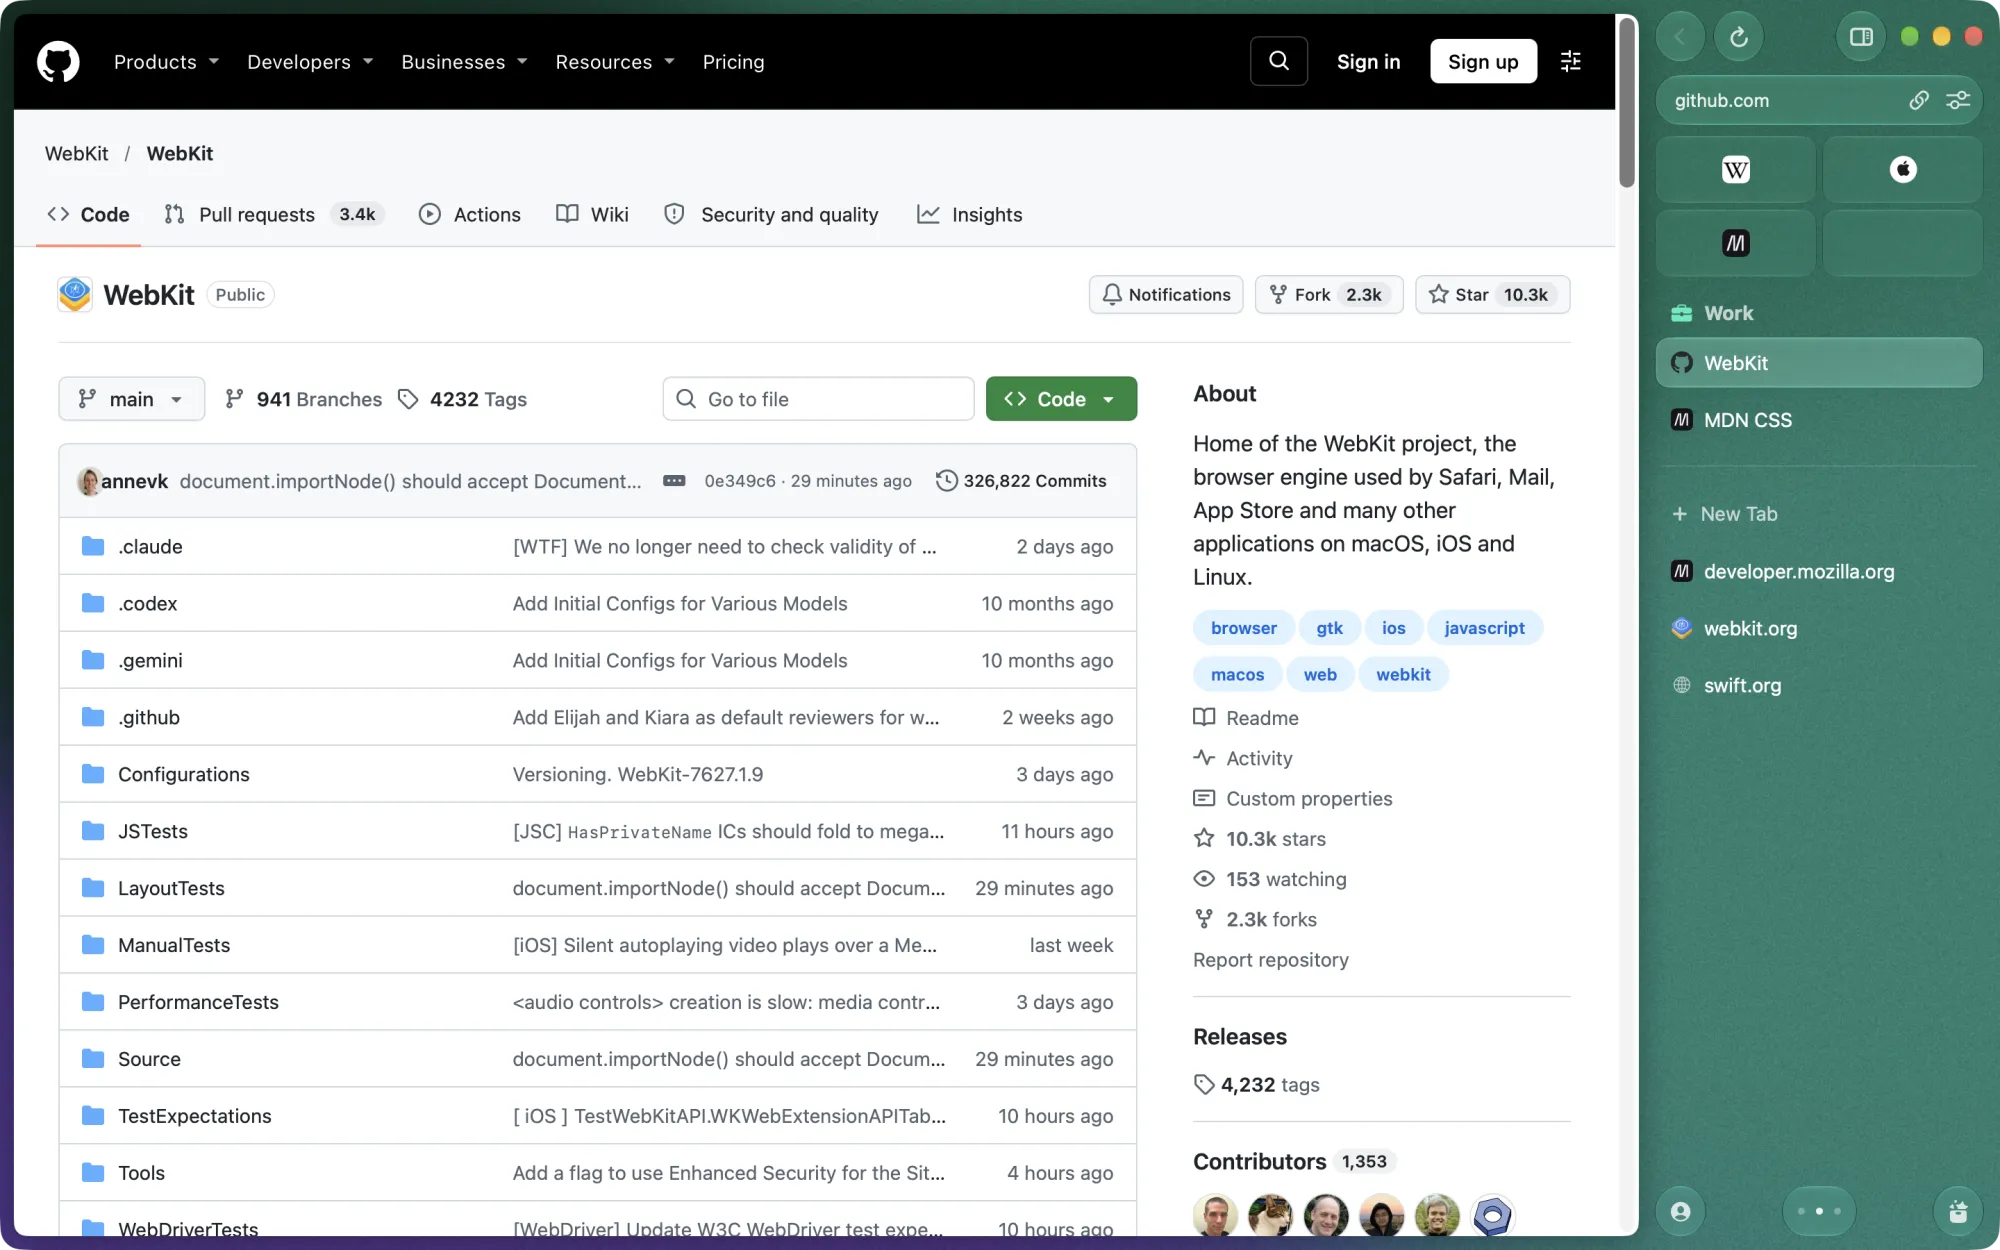 Products Developers Businesses Resources Pricing Sign in Sign up
github.com
WebKit / WebKit
Code Pull requests 3.4k Actions Wiki Security and quality Insights
WebKit Public Notifications Fork 2.3k Star 10.3k
main 941 Branches 4232 Tags Go to file Code
annevk document.importNode() should accept Document... 0e349c6 · 29 minutes ago 326,822 Commits
.claude [WTF] We no longer need to check validity of ... 2 days ago
.codex Add Initial Configs for Various Models 10 months ago
.gemini Add Initial Configs for Various Models 10 months ago
.github Add Elijah and Kiara as default reviewers for w... 2 weeks ago
Configurations Versioning. WebKit-7627.1.9 3 days ago
JSTests [JSC] HasPrivateName ICs should fold to mega... 11 hours ago
LayoutTests document.importNode() should accept Docum... 29 minutes ago
ManualTests [iOS] Silent autoplaying video plays over a Me... last week
PerformanceTests <audio controls> creation is slow: media contr... 3 days ago
Source document.importNode() should accept Docum... 29 minutes ago
TestExpectations [ iOS ] TestWebKitAPI.WKWebExtensionAPITab... 10 hours ago
Tools Add a flag to use Enhanced Security for the Sit... 4 hours ago
WebDriverTests [WebDriver] Update W3C WebDriver test expe... 10 hours ago
About
Home of the WebKit project, the
browser engine used by Safari, Mail,
App Store and many other
applications on macOS, iOS and
Linux.
browser gtk ios javascript
macos web webkit
Readme
Activity
Custom properties
10.3k stars
153 watching
2.3k forks
Report repository
Releases
4,232 tags
Contributors 1,353
W
Work
WebKit
MDN CSS
+ New Tab
developer.mozilla.org
webkit.org
swift.org